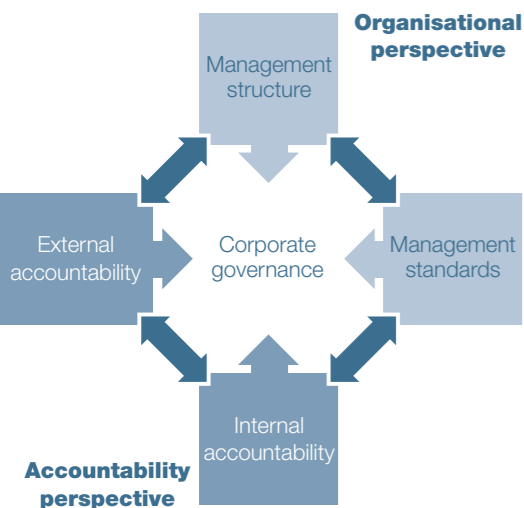 Organisational
perspective
Management
structure
External
accountability
Corporate
governance
Management
standards
Internal
accountability
Accountability
perspective